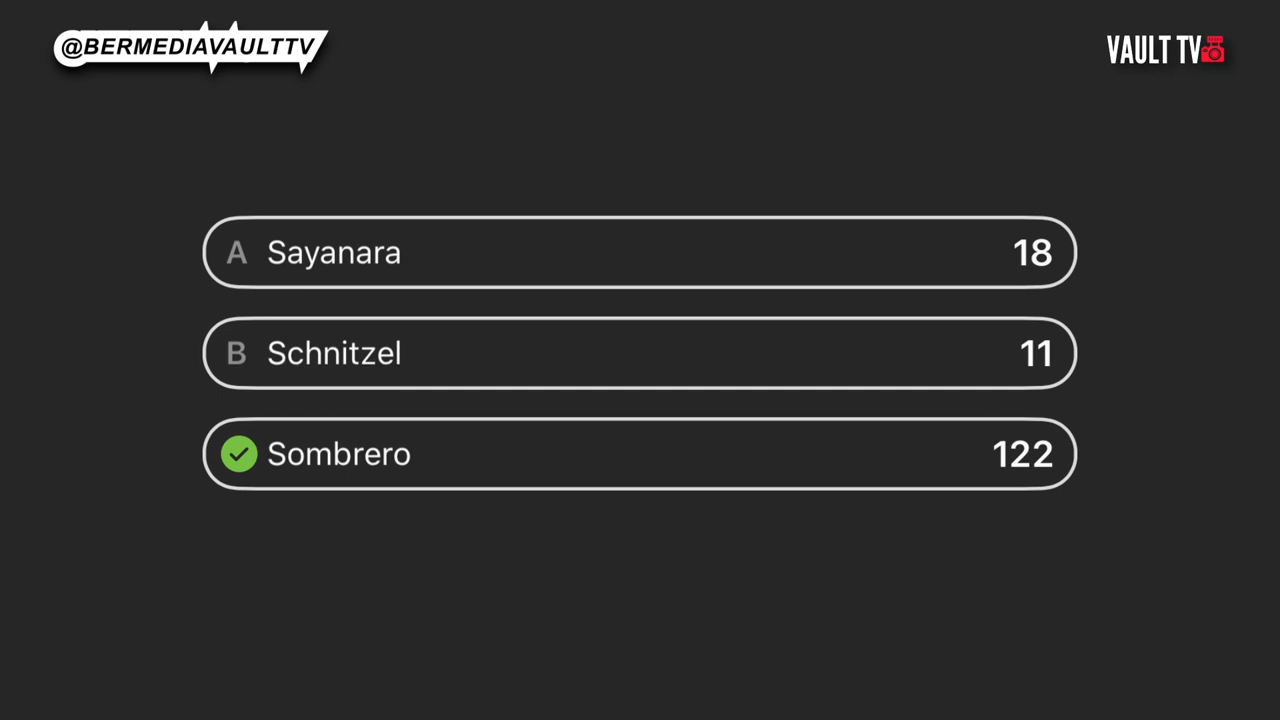 @BERMEDIAVAULTTV
VAULT TV
A Sayanara 18
B Schnitzel 11
Sombrero 122